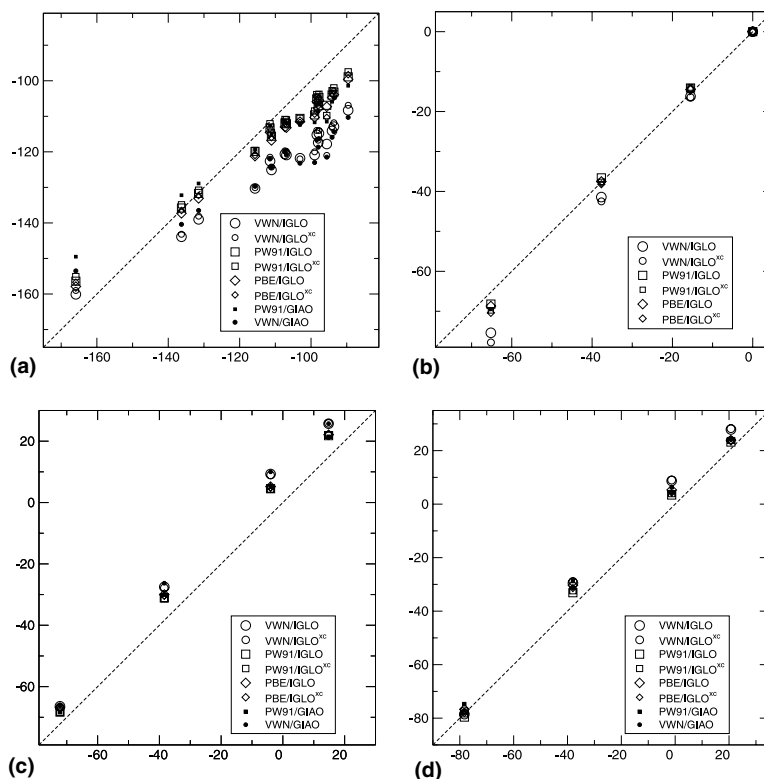 -100
-120
-140
-160
-160
-140
-120
-100
VWN/IGLO
VWN/IGLO^xc
PW91/IGLO
PW91/IGLO^xc
PBE/IGLO
PBE/IGLO^xc
PW91/GIAO
VWN/GIAO
(a)
0
-20
-40
-60
-60
-40
-20
0
VWN/IGLO
VWN/IGLO^xc
PW91/IGLO
PW91/IGLO^xc
PBE/IGLO
PBE/IGLO^xc
(b)
20
0
-20
-40
-60
-60
-40
-20
0
20
VWN/IGLO
VWN/IGLO^xc
PW91/IGLO
PW91/IGLO^xc
PBE/IGLO
PBE/IGLO^xc
PW91/GIAO
VWN/GIAO
(c)
20
0
-20
-40
-60
-80
-80
-60
-40
-20
0
20
VWN/IGLO
VWN/IGLO^xc
PW91/IGLO
PW91/IGLO^xc
PBE/IGLO
PBE/IGLO^xc
PW91/GIAO
VWN/GIAO
(d)